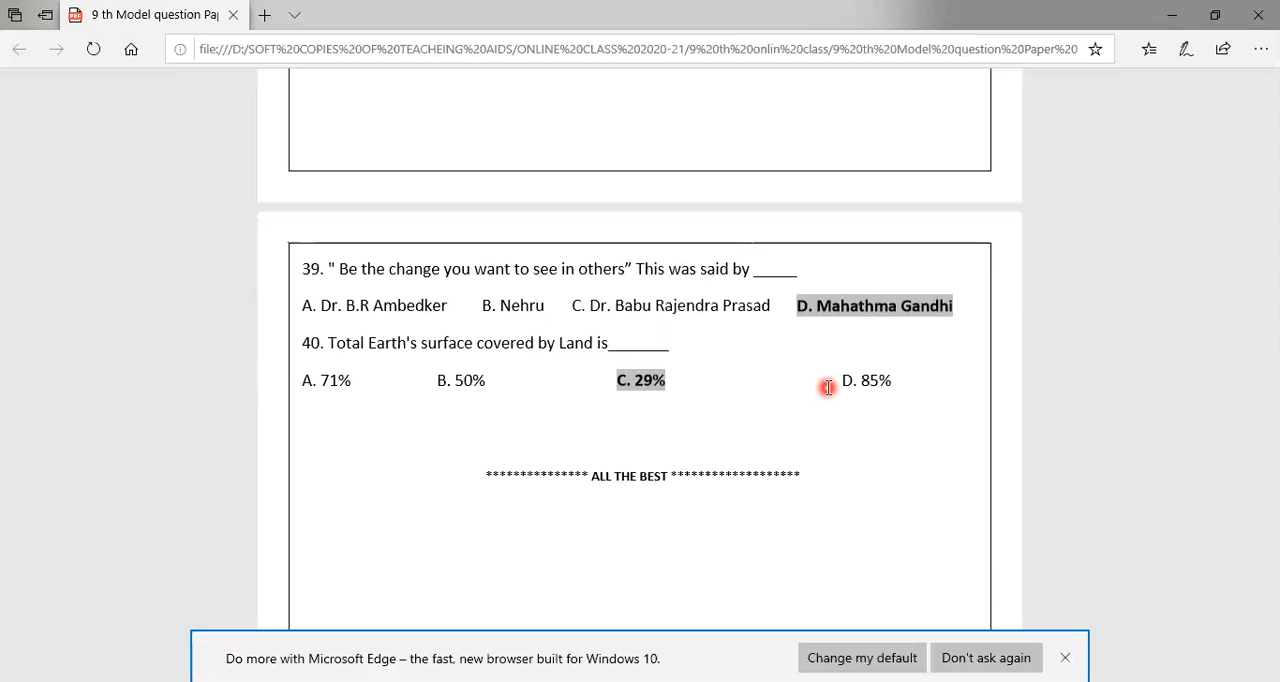 9 th Model question Pa
file:///D:/SOFT%20COPIES%20OF%20TEACHEING%20AIDS/ONLINE%20CLASS%202020-21/9%20th%20onlin%20class/9%20th%20Model%20question%20Paper%20
39. " Be the change you want to see in others” This was said by _____
A. Dr. B.R Ambedker B. Nehru C. Dr. Babu Rajendra Prasad D. Mahathma Gandhi
40. Total Earth's surface covered by Land is_______
A. 71% B. 50% C. 29% D. 85%
*************** ALL THE BEST *******************
Do more with Microsoft Edge – the fast, new browser built for Windows 10. Change my default Don't ask again